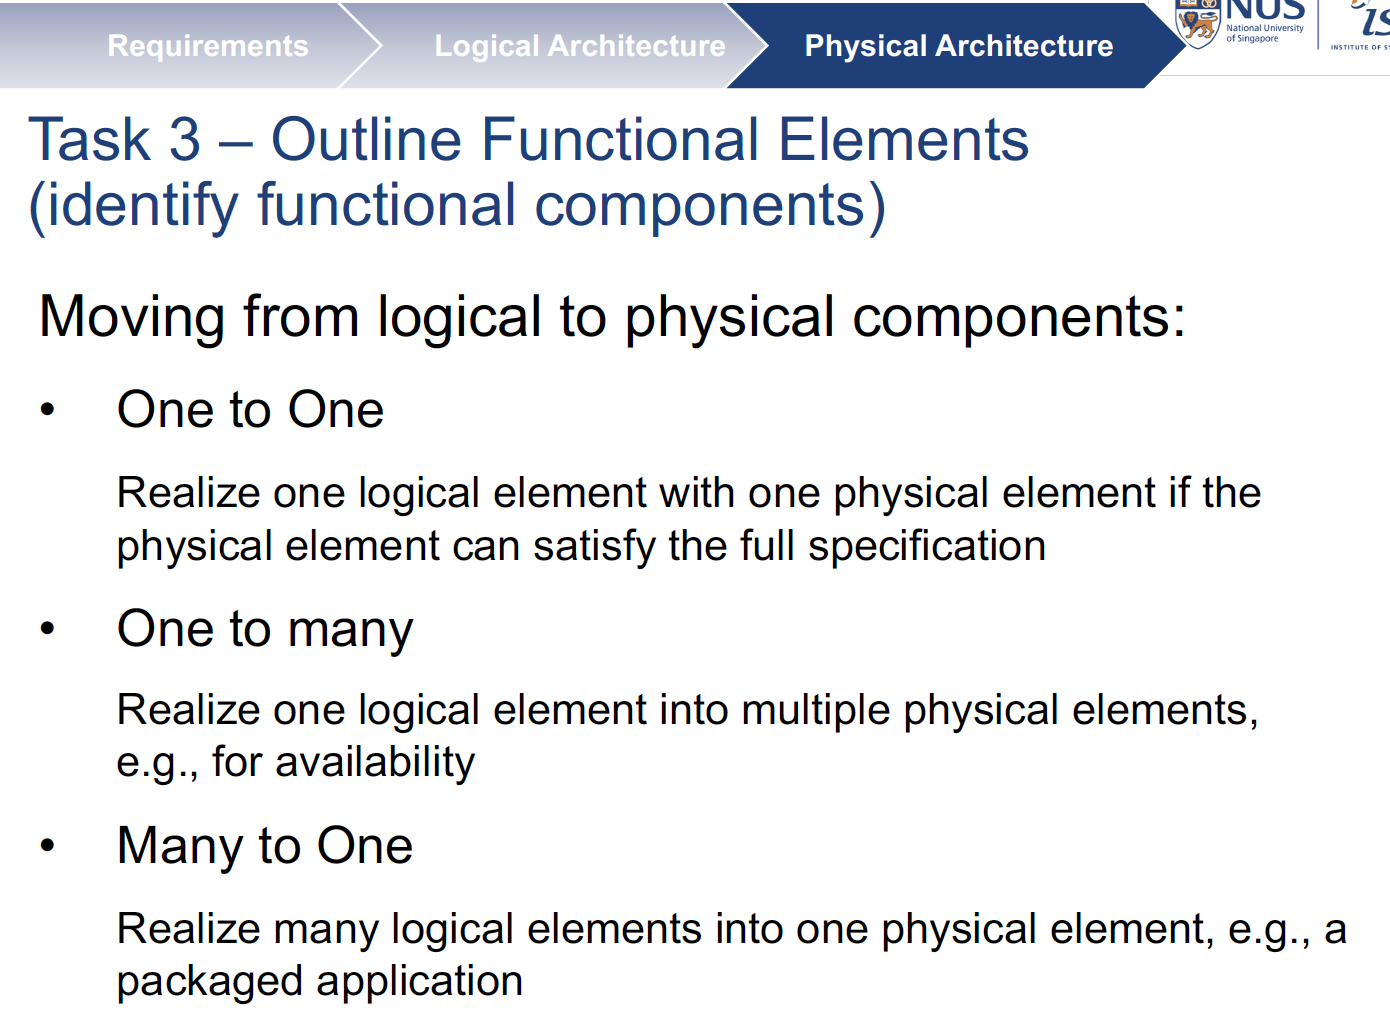 Requirements
Logical Architecture
Physical Architecture
NUS
National University
of Singapore
INSTITUTE OF
Task 3 – Outline Functional Elements
(identify functional components)
Moving from logical to physical components:
• One to One
Realize one logical element with one physical element if the
physical element can satisfy the full specification
• One to many
Realize one logical element into multiple physical elements,
e.g., for availability
• Many to One
Realize many logical elements into one physical element, e.g., a
packaged application